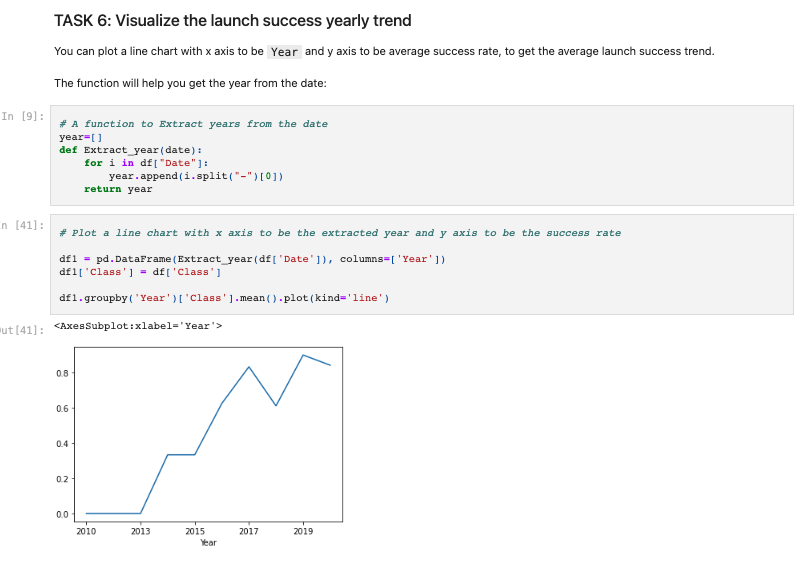 TASK 6: Visualize the launch success yearly trend
You can plot a line chart with x axis to be Year and y axis to be average success rate, to get the average launch success trend.
The function will help you get the year from the date:
In [9]:
# A function to Extract years from the date
year=[]
def Extract_year(date):
    for i in df["Date"]:
        year.append(i.split("-")[0])
    return year
n [41]:
# Plot a line chart with x axis to be the extracted year and y axis to be the success rate
df1 = pd.DataFrame(Extract_year(df['Date']), columns=['Year'])
df1['Class'] = df['Class']
df1.groupby('Year')['Class'].mean().plot(kind='line')
ut[41]:
<AxesSubplot:xlabel='Year'>
0.8
0.6
0.4
0.2
0.0
2010 2013 2015 2017 2019
Year